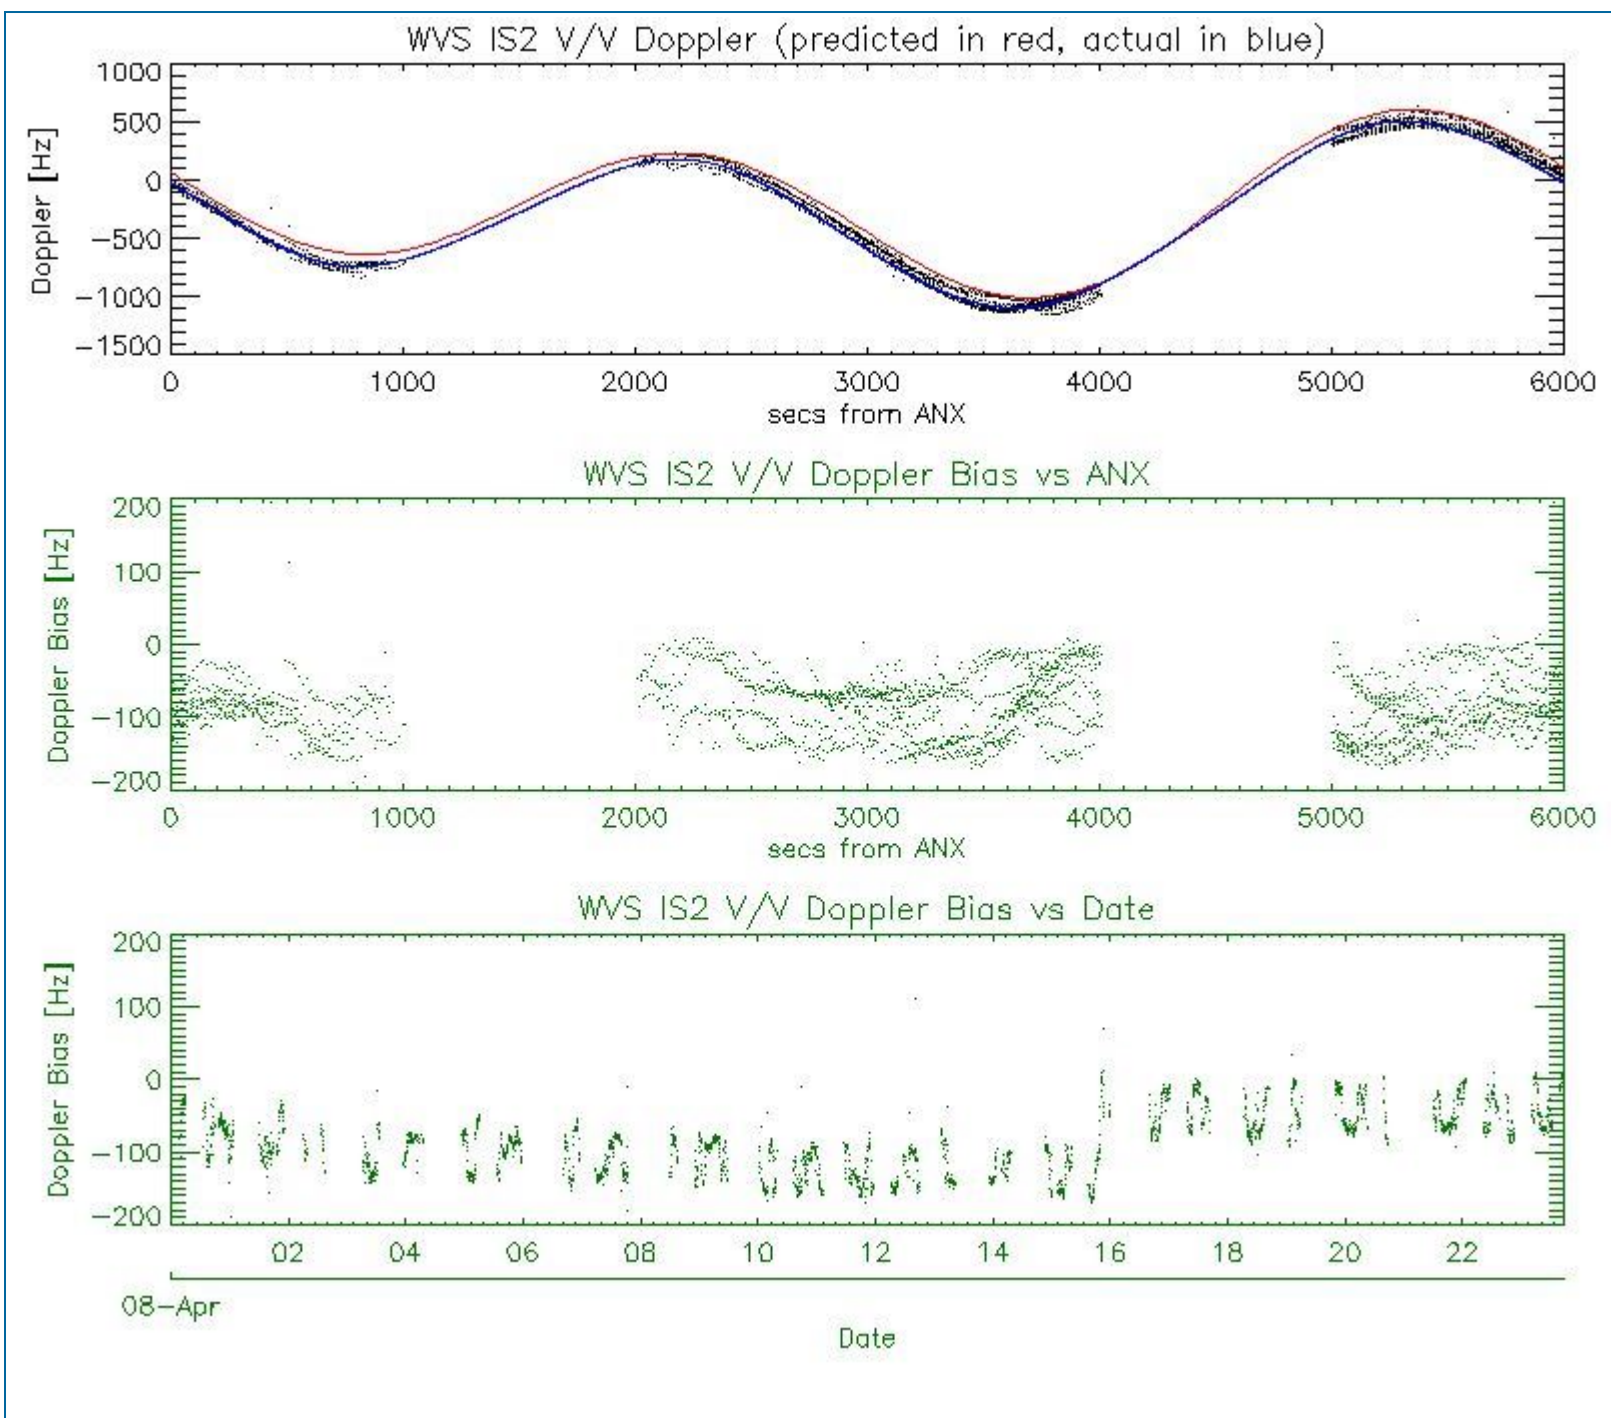 WVS IS2 V/V Doppler (predicted in red, actual in blue)
1000
500
0
-500
-1000
-1500
Doppler [Hz]
0 1000 2000 3000 4000 5000 6000
secs from ANX
WVS IS2 V/V Doppler Bias vs ANX
200
100
0
-100
-200
Doppler Bias [Hz]
0 1000 2000 3000 4000 5000 6000
secs from ANX
WVS IS2 V/V Doppler Bias vs Date
200
100
0
-100
-200
Doppler Bias [Hz]
02 04 06 08 10 12 14 16 18 20 22
08-Apr
Date